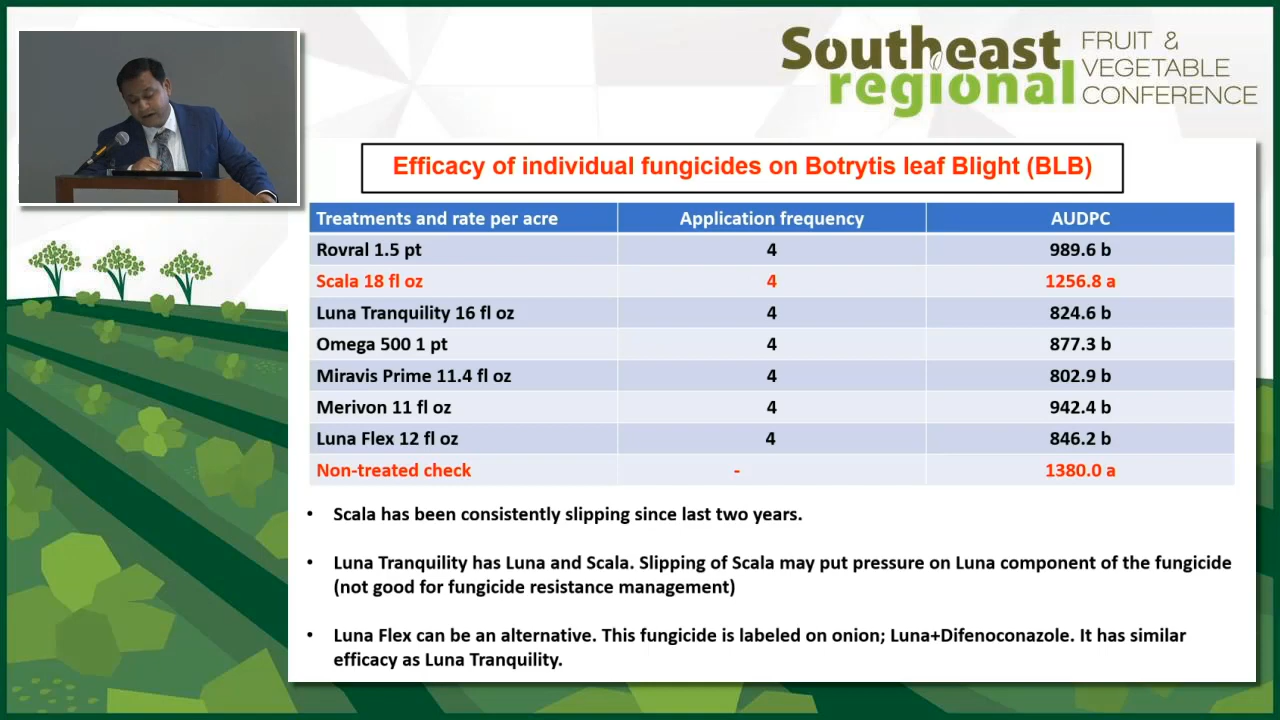 Southeast
regional
FRUIT &
VEGETABLE
CONFERENCE
Efficacy of individual fungicides on Botrytis leaf Blight (BLB)
Treatments and rate per acre Application frequency AUDPC
Rovral 1.5 pt 4 989.6 b
Scala 18 fl oz 4 1256.8 a
Luna Tranquility 16 fl oz 4 824.6 b
Omega 500 1 pt 4 877.3 b
Miravis Prime 11.4 fl oz 4 802.9 b
Merivon 11 fl oz 4 942.4 b
Luna Flex 12 fl oz 4 846.2 b
Non-treated check - 1380.0 a
• Scala has been consistently slipping since last two years.
• Luna Tranquility has Luna and Scala. Slipping of Scala may put pressure on Luna component of the fungicide
(not good for fungicide resistance management)
• Luna Flex can be an alternative. This fungicide is labeled on onion; Luna+Difenoconazole. It has similar
efficacy as Luna Tranquility.